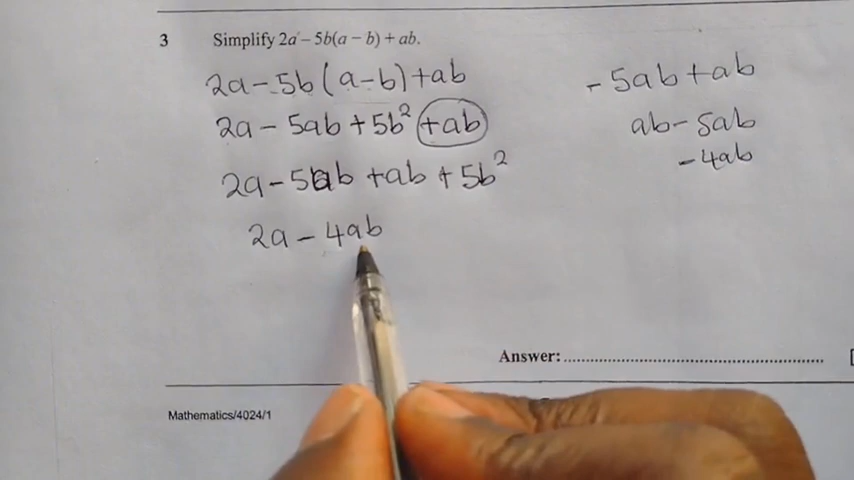 3 Simplify 2a – 5b(a – b) + ab.
2a – 5b(a–b)+ab
2a – 5ab + 5b² +ab
2a – 5ab +ab + 5b²
2a – 4ab
– 5ab + ab
ab – 5ab
– 4ab
Answer: ........................................................................
Mathematics/4024/1